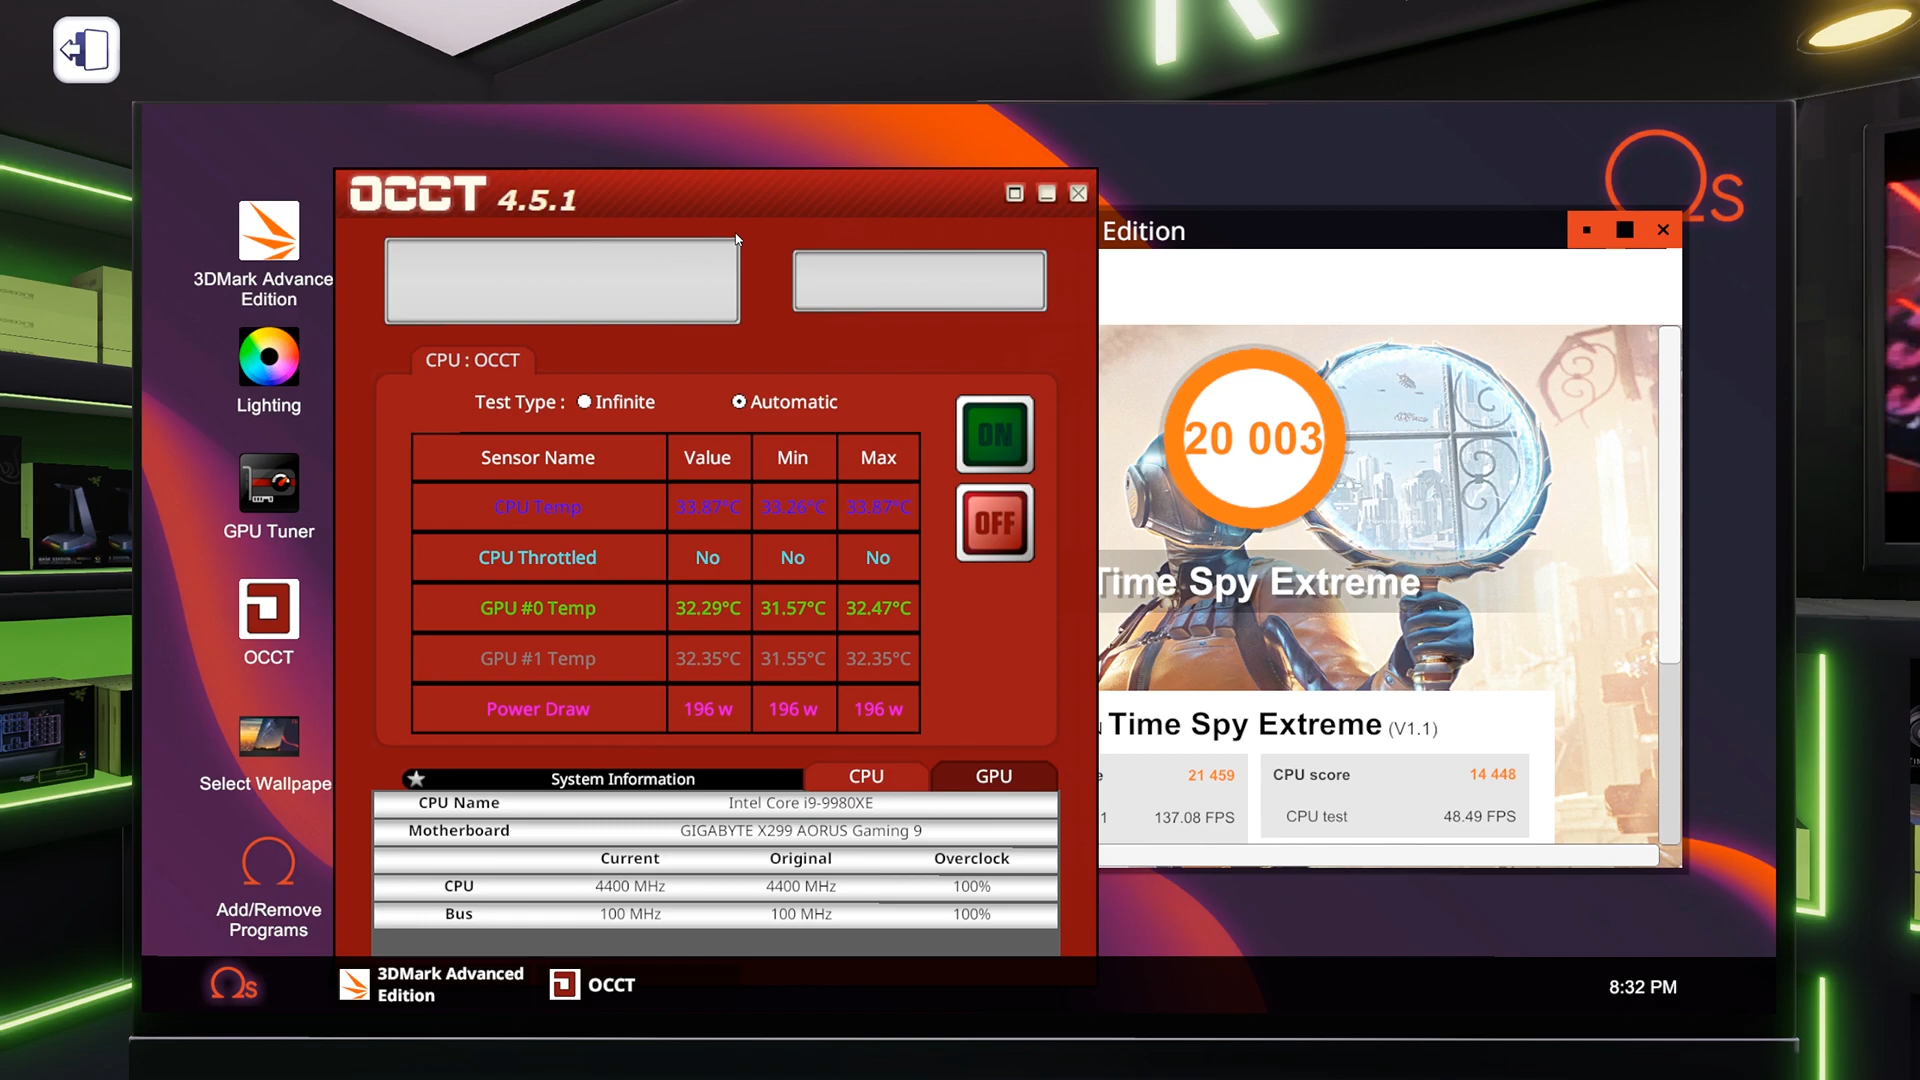 3DMark Advance
Edition
Lighting
GPU Tuner
OCCT
Select Wallpape
Add/Remove
Programs
OCCT 4.5.1
CPU : OCCT
Test Type : Infinite Automatic
ON
OFF
Sensor Name Value Min Max
CPU Temp 33.87°C 33.26°C 33.87°C
CPU Throttled No No No
GPU #0 Temp 32.29°C 31.57°C 32.47°C
GPU #1 Temp 32.35°C 31.55°C 32.35°C
Power Draw 196 w 196 w 196 w
System Information CPU GPU
CPU Name Intel Core i9-9980XE
Motherboard GIGABYTE X299 AORUS Gaming 9
Current Original Overclock
CPU 4400 MHz 4400 MHz 100%
Bus 100 MHz 100 MHz 100%
Edition
20 003
Time Spy Extreme
Time Spy Extreme (V1.1)
e 21 459
1 137.08 FPS
CPU score 14 448
CPU test 48.49 FPS
Ωs
Ωs
3DMark Advanced
Edition
OCCT
8:32 PM